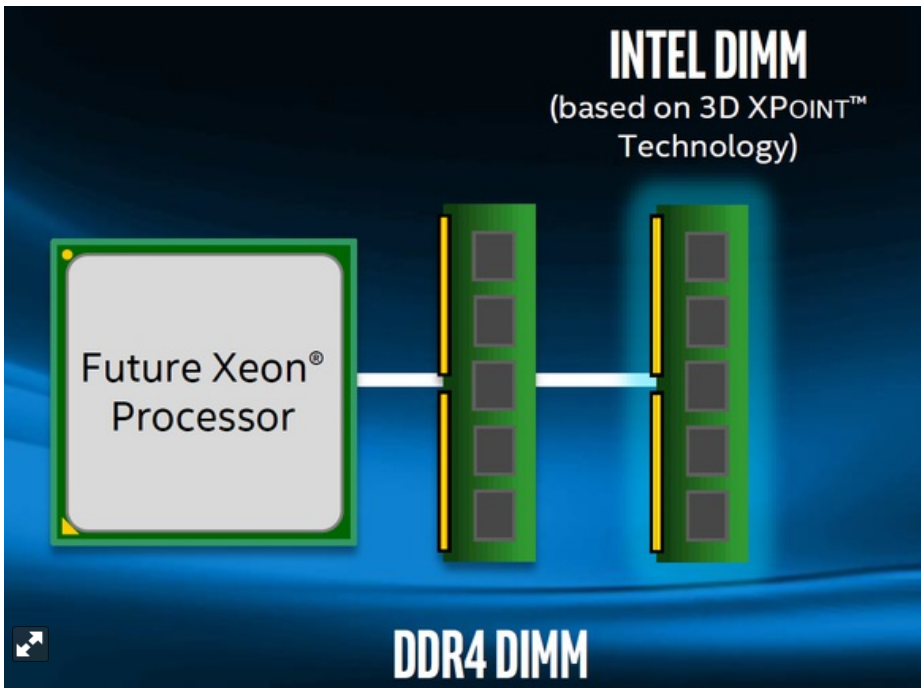 INTEL DIMM
(based on 3D XPOINT™
Technology)
Future Xeon®
Processor
DDR4 DIMM